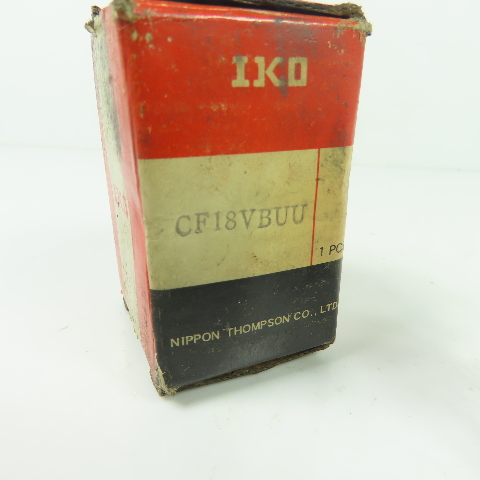 IKO
CF18VBUU
1 PC
NIPPON THOMPSON CO., LTD.